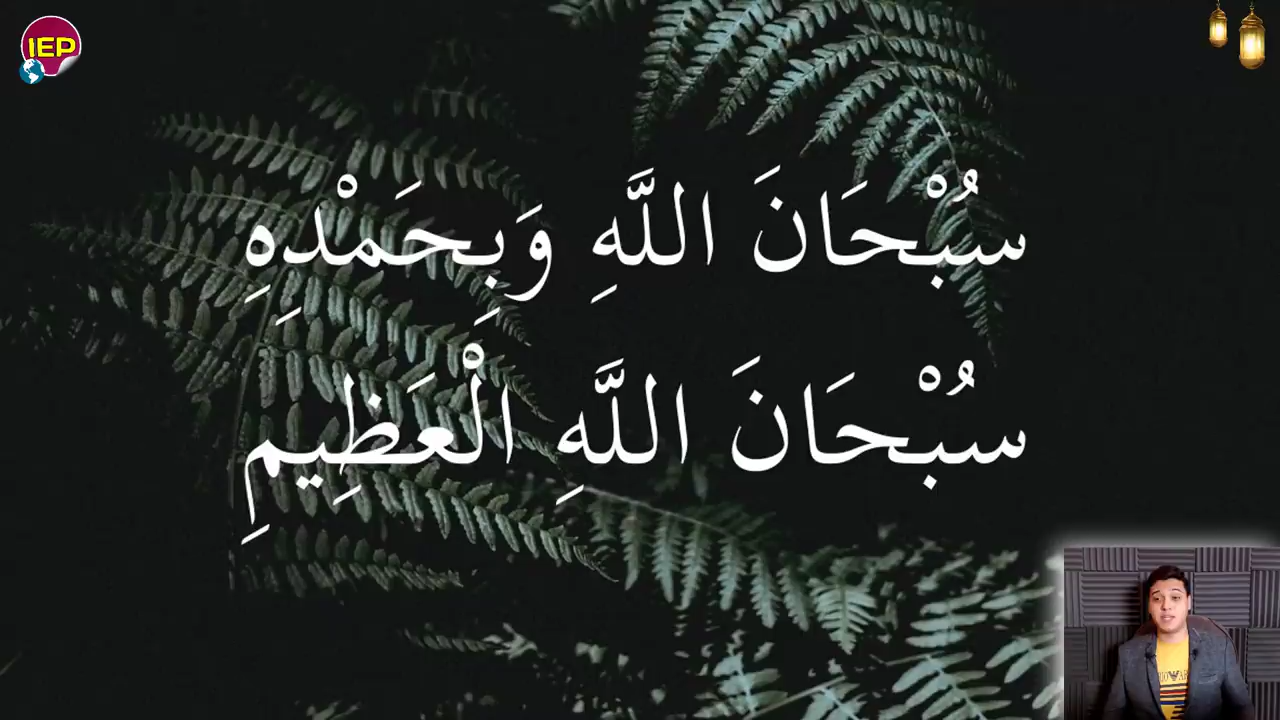 IEP
سُبْحَانَ اللَّهِ وَبِحَمْدِهِ
سُبْحَانَ اللَّهِ الْعَظِيمِ